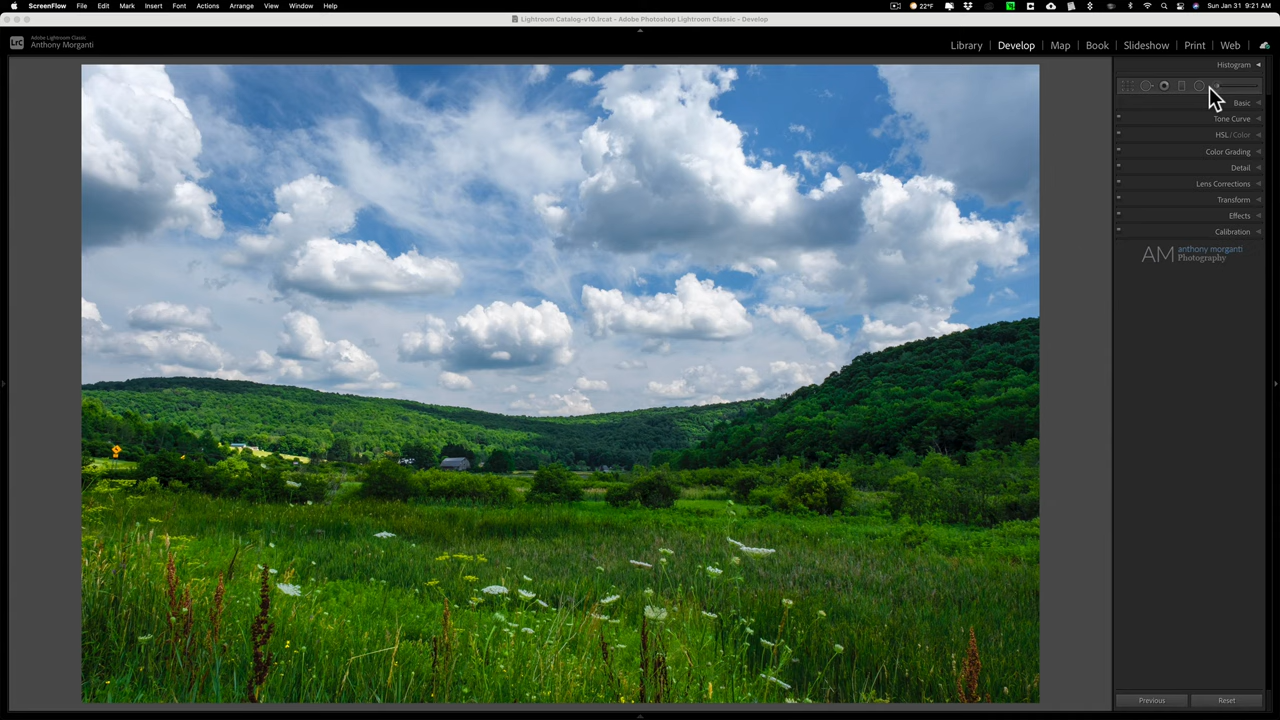 ScreenFlow File Edit Mark Insert Font Actions Arrange View Window Help 22°F Sun Jan 31 9:21 AM
Lightroom Catalog-v10.lrcat - Adobe Photoshop Lightroom Classic - Develop
LrC Adobe Lightroom Classic
Anthony Morganti
Library | Develop | Map | Book | Slideshow | Print | Web
Histogram
Basic
Tone Curve
HSL / Color
Color Grading
Detail
Lens Corrections
Transform
Effects
Calibration
AM anthony morganti
Photography
Previous Reset